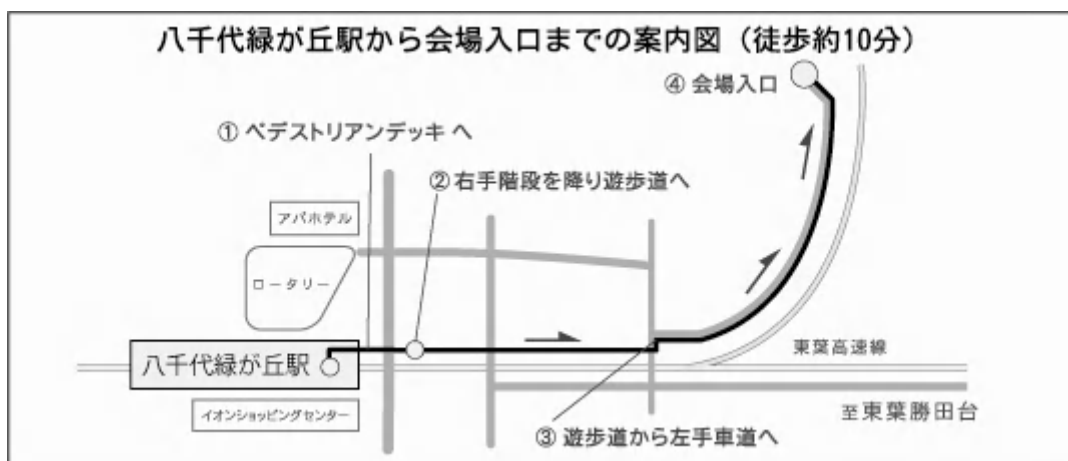 八千代緑が丘駅から会場入口までの案内図（徒歩約10分）
④ 会場入口
① ペデストリアンデッキ へ
② 右手階段を降り遊歩道へ
アパホテル
ロータリー
八千代緑が丘駅
東葉高速線
イオンショッピングセンター
至東葉勝田台
③ 遊歩道から左手車道へ